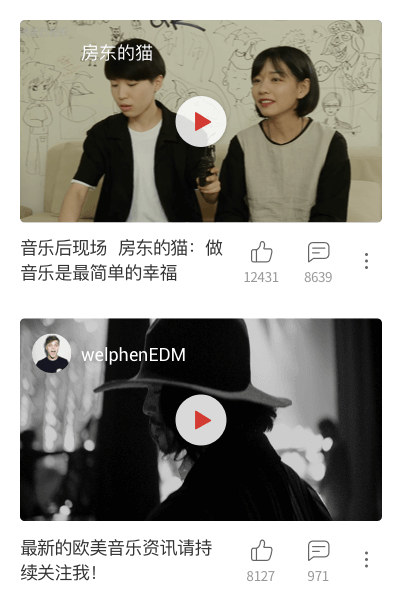 房东的猫
音乐后现场 房东的猫：做
音乐是最简单的幸福
12431 8639
welphenEDM
最新的欧美音乐资讯请持
续关注我！
8127 971